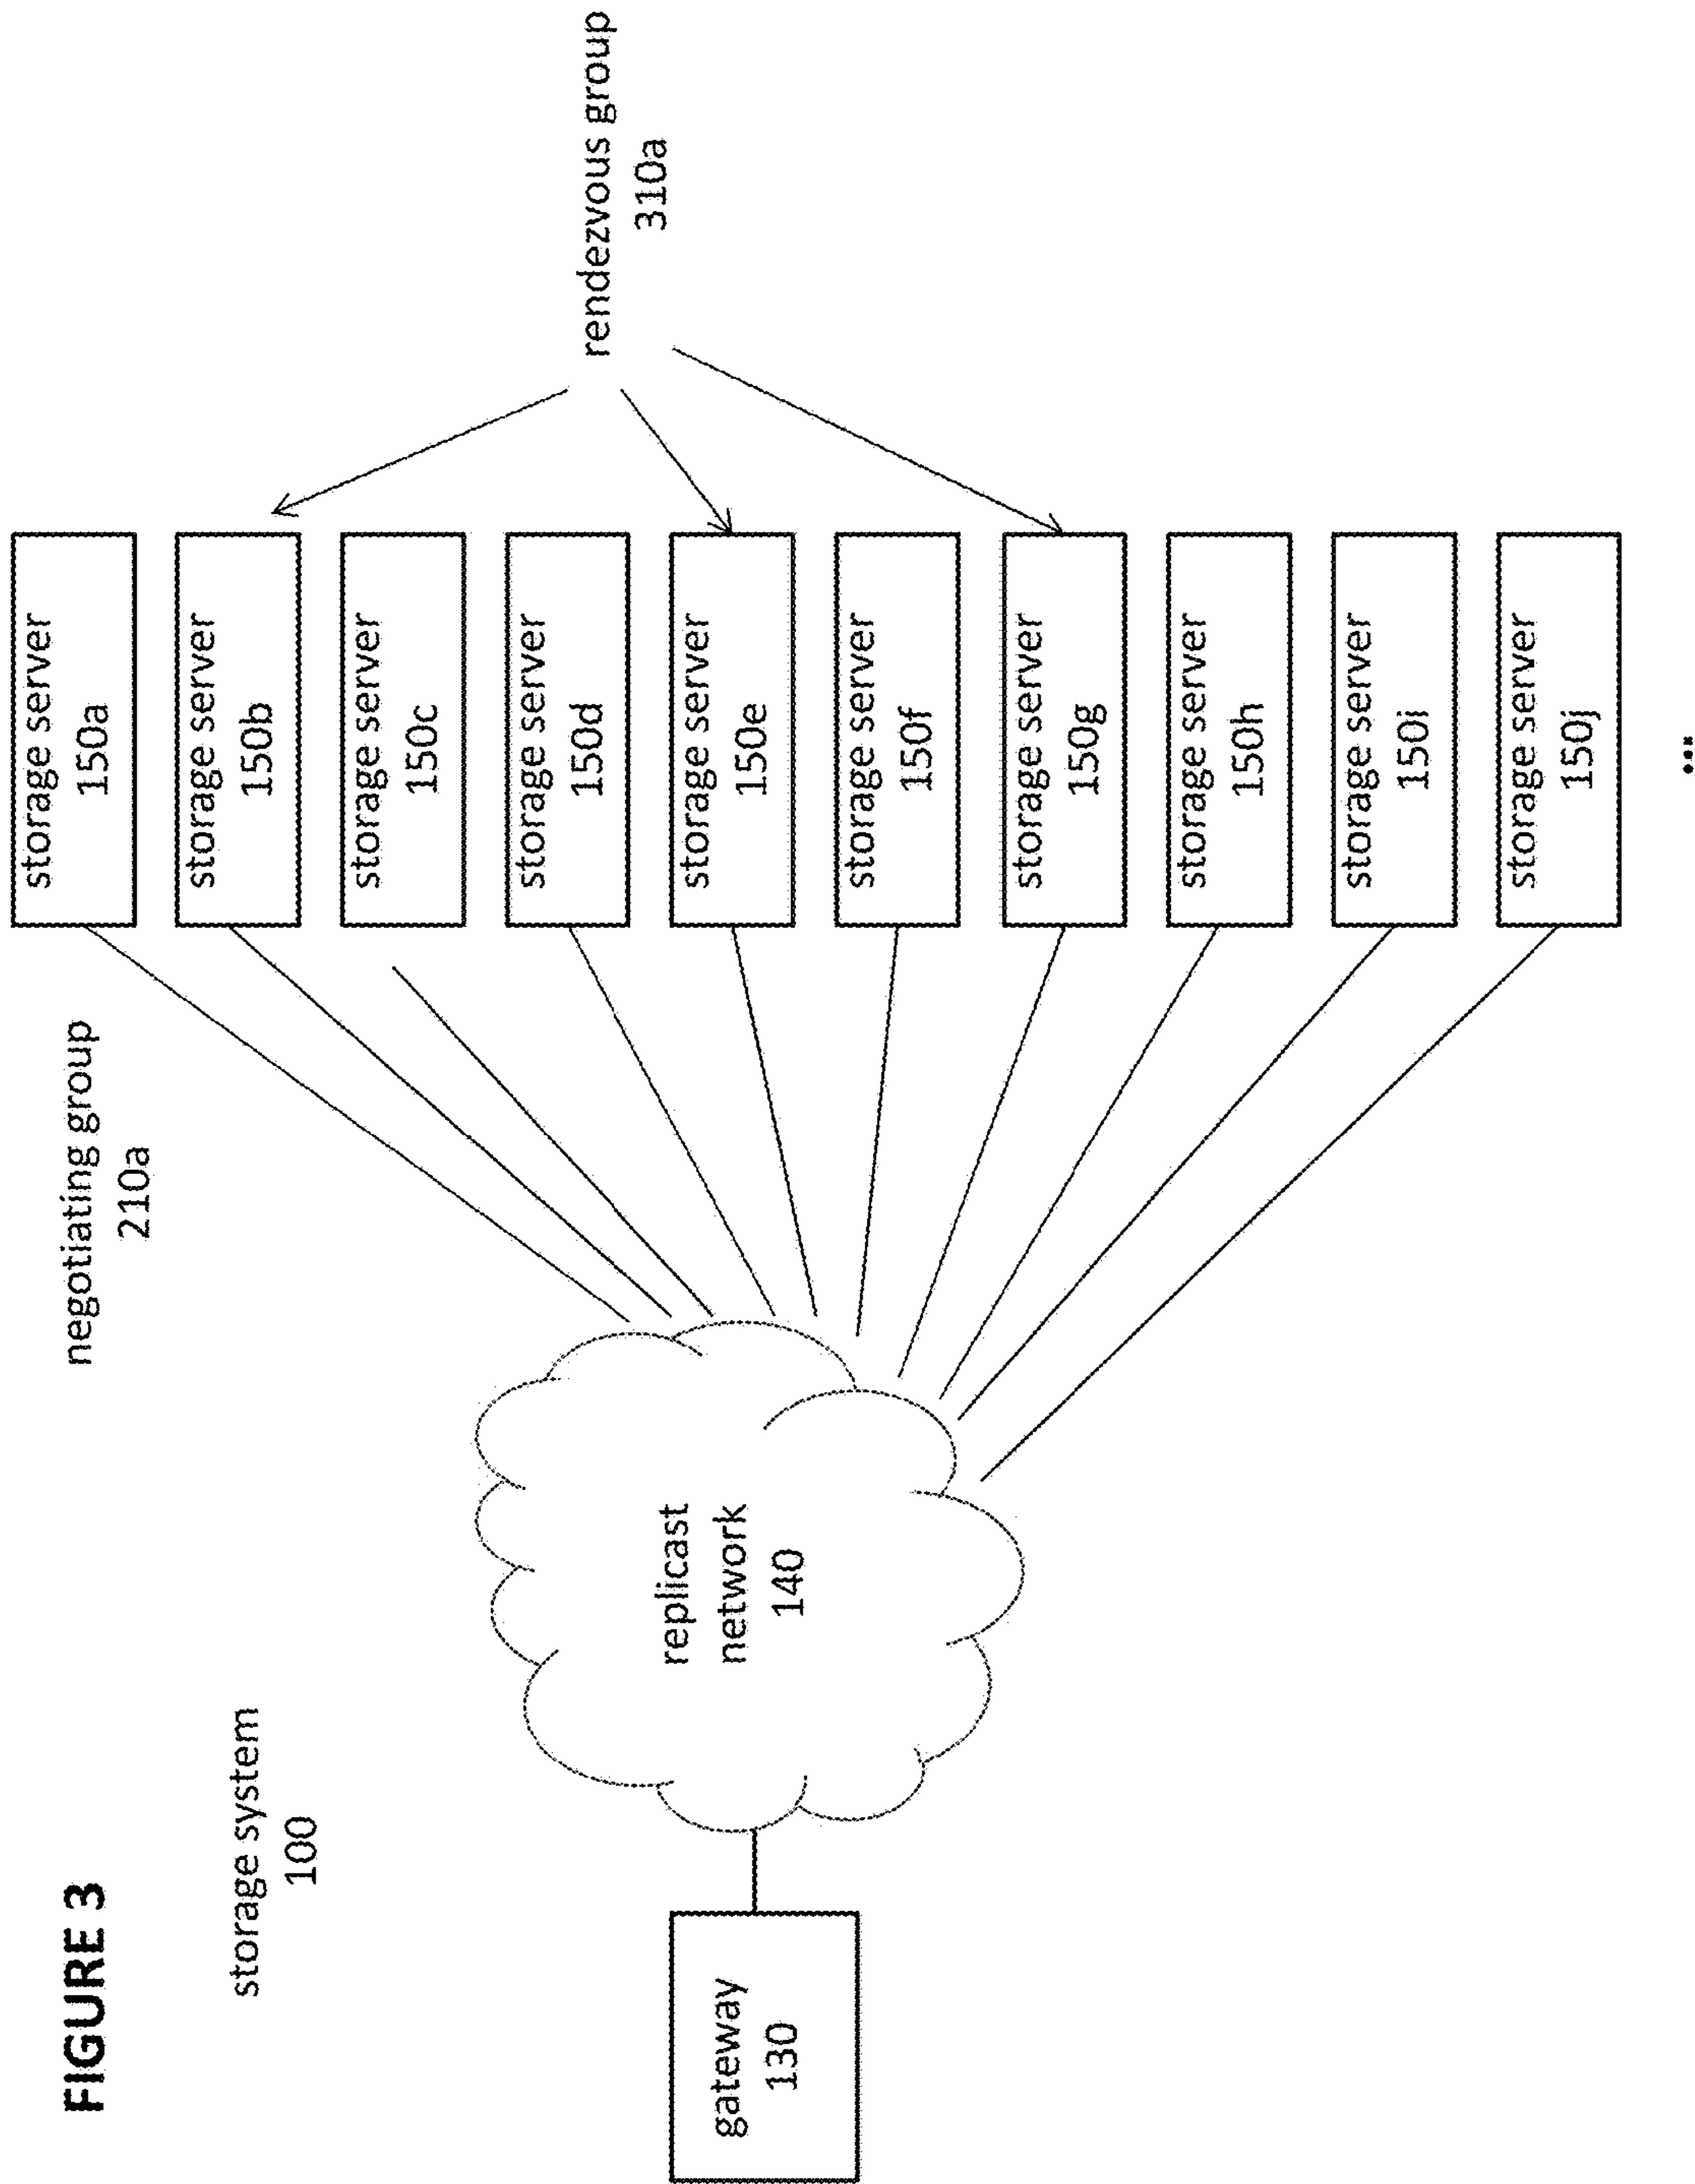 FIGURE 3
storage system
100
negotiating group
210a
rendezvous group
310a
gateway
130
replicast
network
140
storage server
150a
storage server
150b
storage server
150c
storage server
150d
storage server
150e
storage server
150f
storage server
150g
storage server
150h
storage server
150i
storage server
150j
...